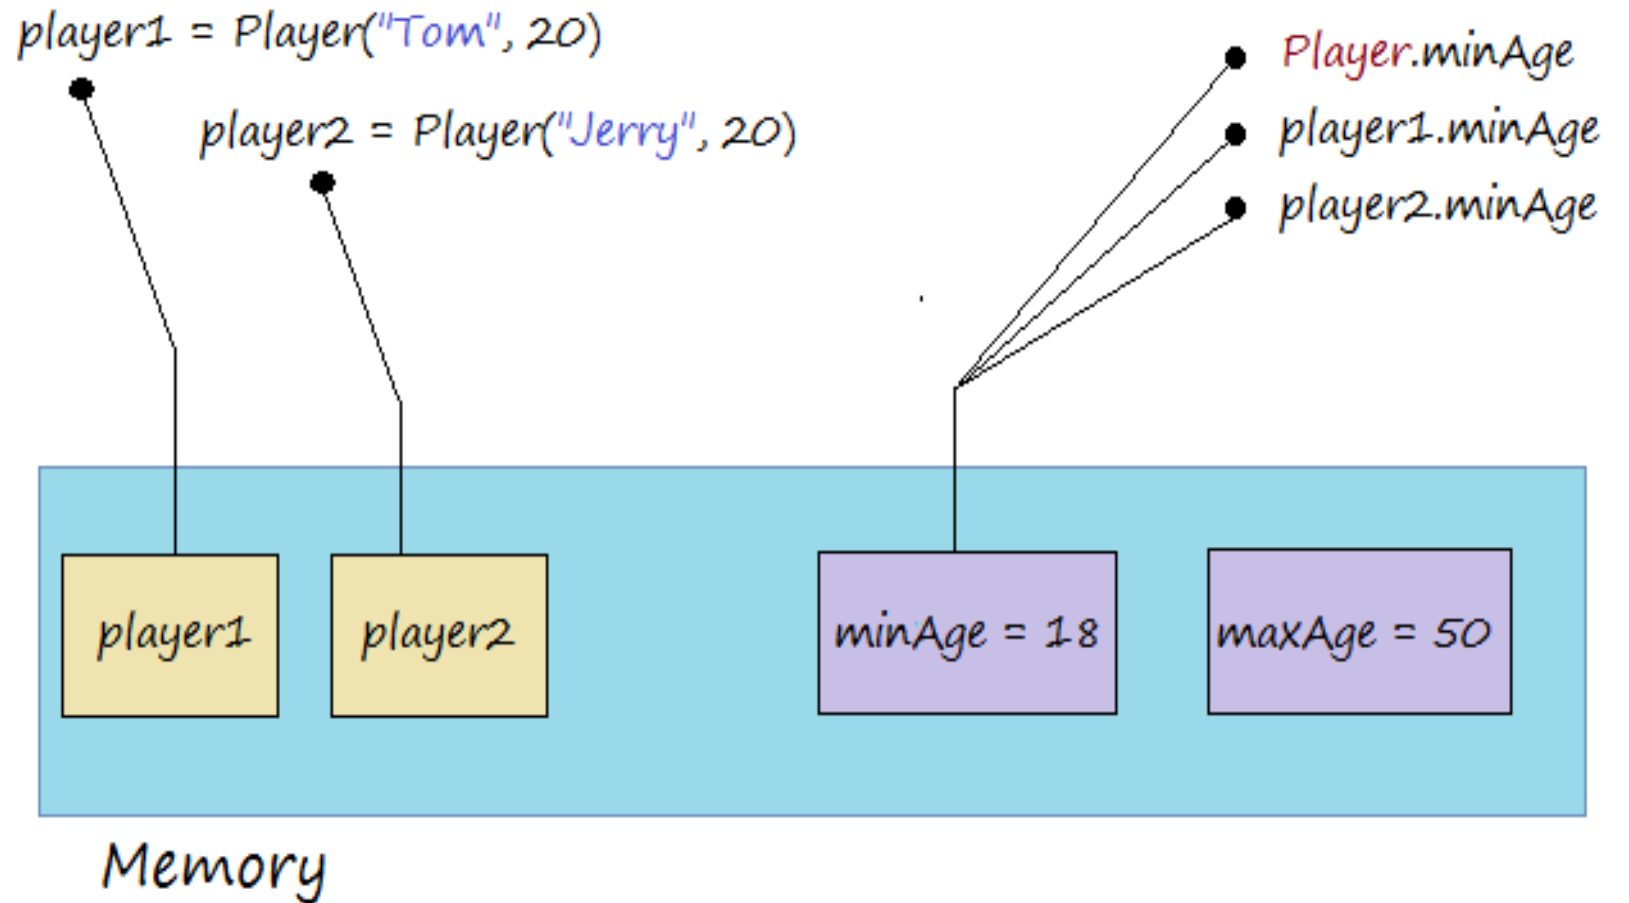 player1 = Player("Tom", 20)
player2 = Player("Jerry", 20)
Player.minAge
player1.minAge
player2.minAge
player1
player2
minAge = 18
maxAge = 50
Memory